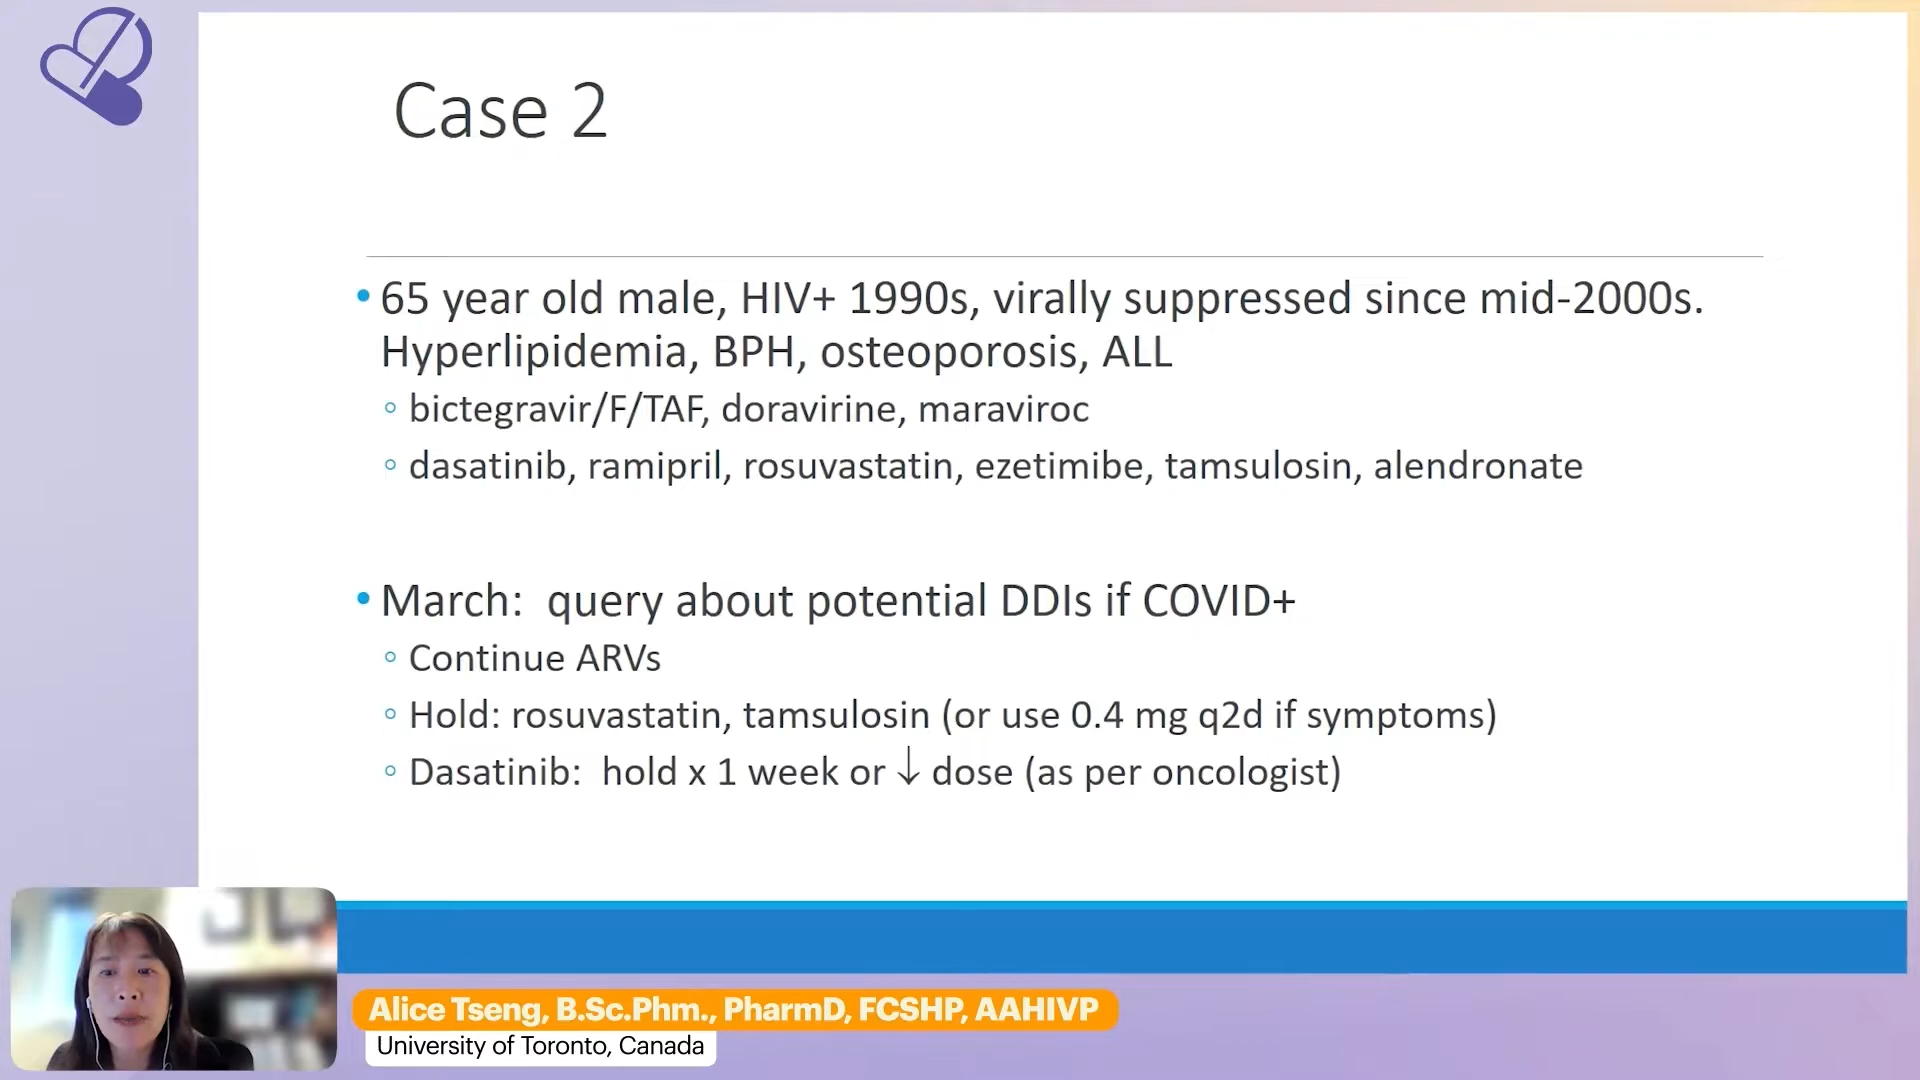 Case 2
• 65 year old male, HIV+ 1990s, virally suppressed since mid-2000s.
Hyperlipidemia, BPH, osteoporosis, ALL
◦ bictegravir/F/TAF, doravirine, maraviroc
◦ dasatinib, ramipril, rosuvastatin, ezetimibe, tamsulosin, alendronate
• March: query about potential DDIs if COVID+
◦ Continue ARVs
◦ Hold: rosuvastatin, tamsulosin (or use 0.4 mg q2d if symptoms)
◦ Dasatinib: hold x 1 week or ↓ dose (as per oncologist)
Alice Tseng, B.Sc.Phm., PharmD, FCSHP, AAHIVP
University of Toronto, Canada